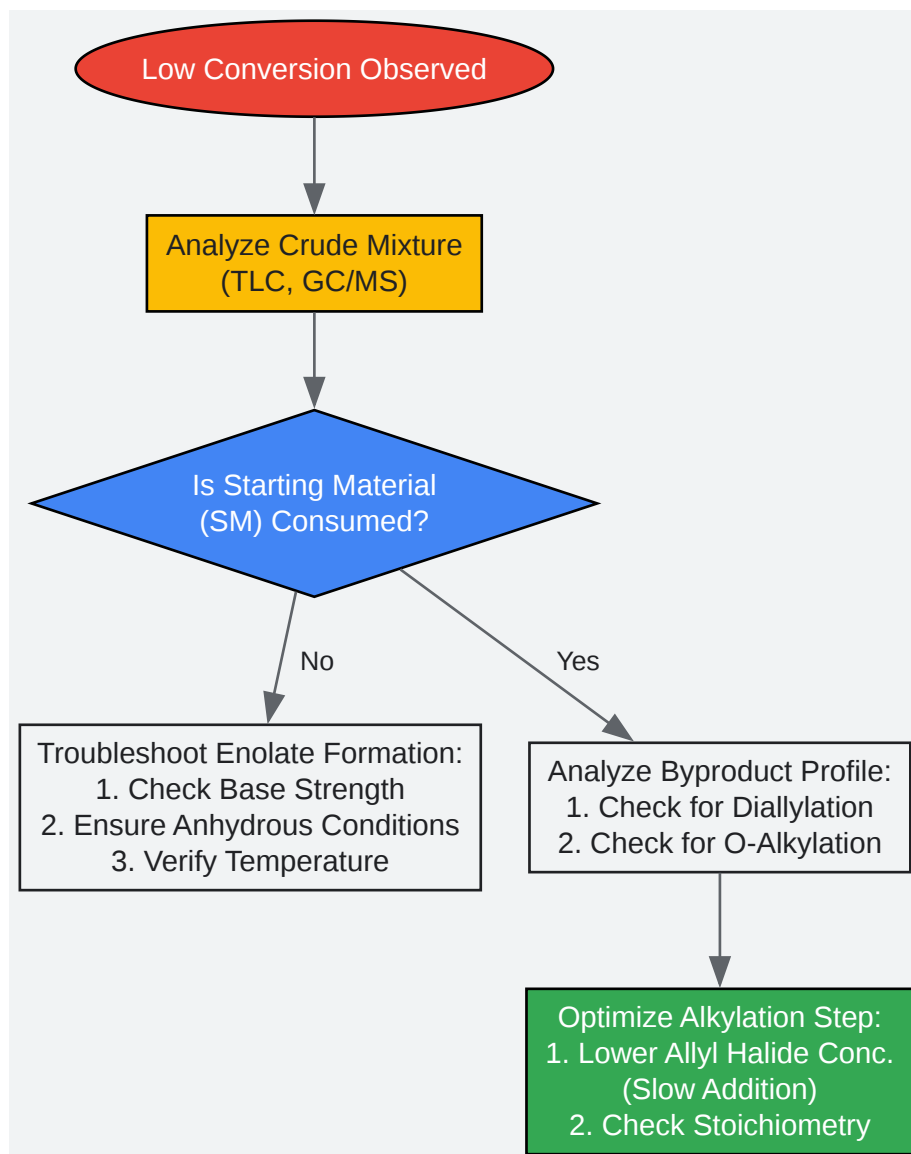 Low Conversion Observed
Analyze Crude Mixture
(TLC, GC/MS)
Is Starting Material
(SM) Consumed?
No
Yes
Troubleshoot Enolate Formation:
1. Check Base Strength
2. Ensure Anhydrous Conditions
3. Verify Temperature
Analyze Byproduct Profile:
1. Check for Diallylation
2. Check for O-Alkylation
Optimize Alkylation Step:
1. Lower Allyl Halide Conc.
(Slow Addition)
2. Check Stoichiometry